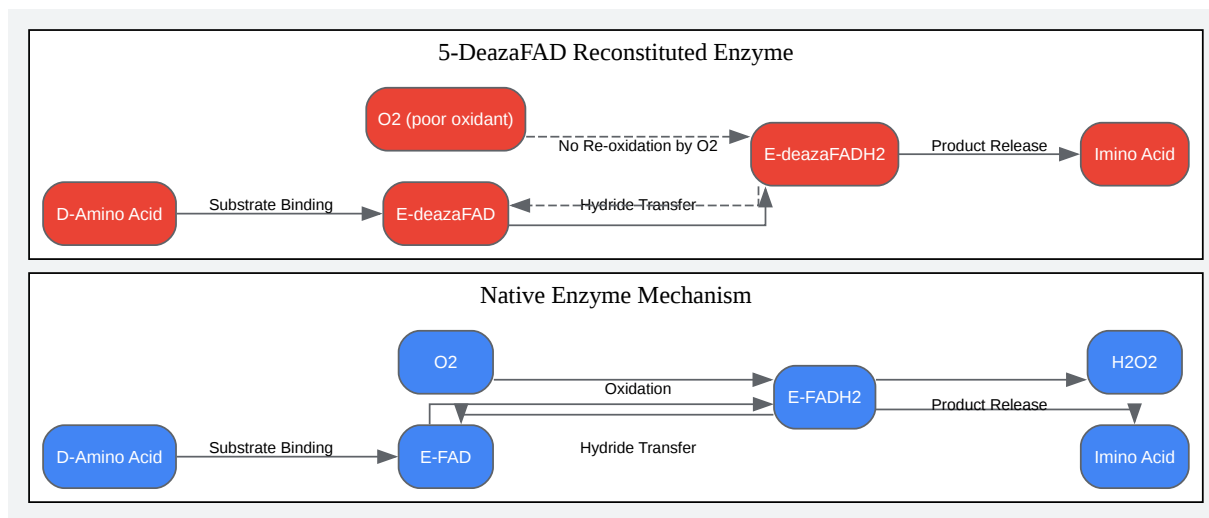 5-DeazaFAD Reconstituted Enzyme
O2 (poor oxidant)
No Re-oxidation by O2
E-deazaFADH2
Product Release
Imino Acid
D-Amino Acid
Substrate Binding
E-deazaFAD
Hydride Transfer
Native Enzyme Mechanism
O2
Oxidation
E-FADH2
H2O2
Product Release
D-Amino Acid
Substrate Binding
E-FAD
Hydride Transfer
Imino Acid